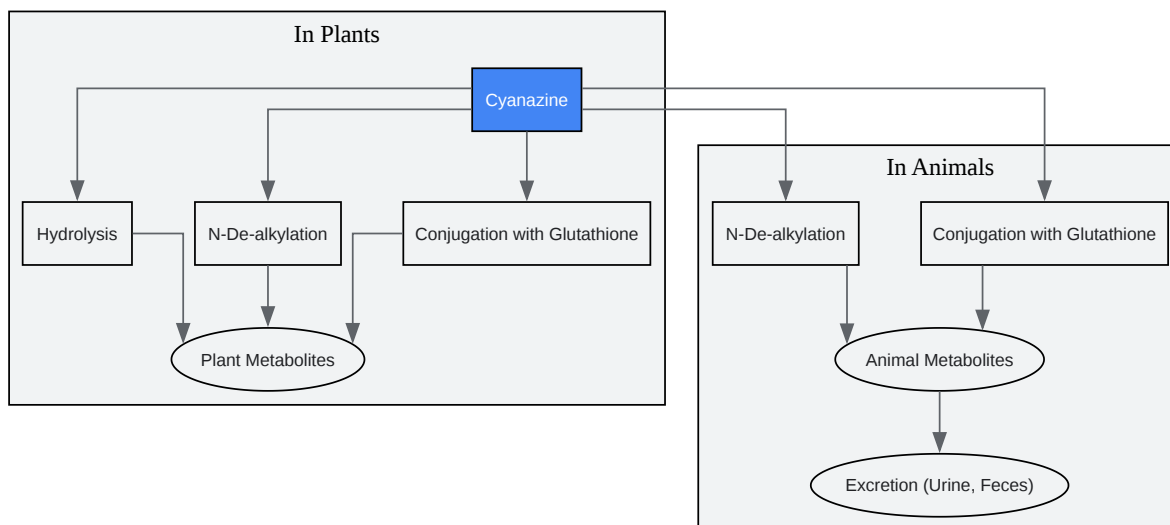 In Plants
Cyanazine
In Animals
Hydrolysis
N-De-alkylation
Conjugation with Glutathione
N-De-alkylation
Conjugation with Glutathione
Plant Metabolites
Animal Metabolites
Excretion (Urine, Feces)